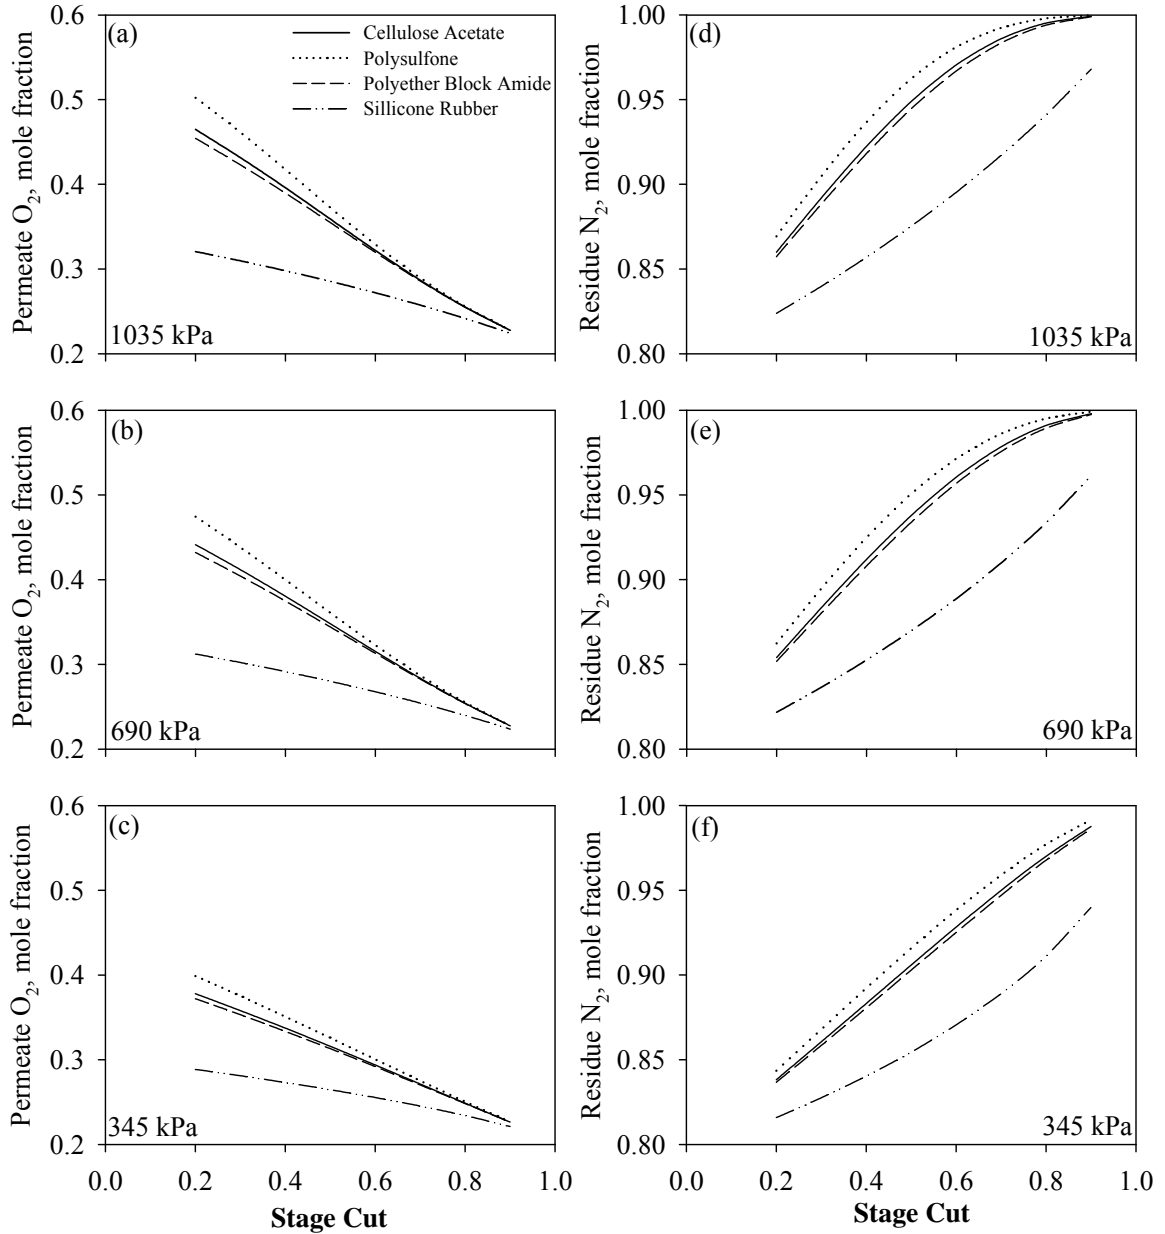 (a)
Cellulose Acetate
Polysulfone
Polyether Block Amide
Sillicone Rubber
0.6
0.5
0.4
0.3
0.2
Permeate O2, mole fraction
1035 kPa
(d)
1.00
0.95
0.90
0.85
0.80
Residue N2, mole fraction
1035 kPa
(b)
0.6
0.5
0.4
0.3
0.2
Permeate O2, mole fraction
690 kPa
(e)
1.00
0.95
0.90
0.85
0.80
Residue N2, mole fraction
690 kPa
(c)
0.6
0.5
0.4
0.3
0.2
Permeate O2, mole fraction
345 kPa
0.0 0.2 0.4 0.6 0.8 1.0
Stage Cut
(f)
1.00
0.95
0.90
0.85
0.80
Residue N2, mole fraction
345 kPa
0.0 0.2 0.4 0.6 0.8 1.0
Stage Cut